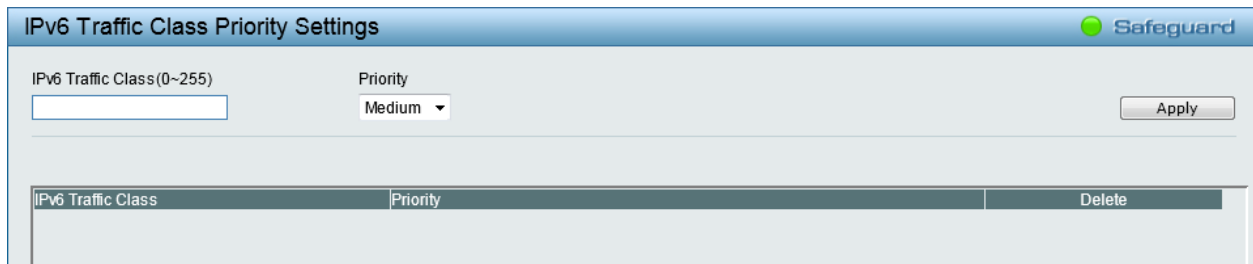 IPv6 Traffic Class Priority Settings
Safeguard
IPv6 Traffic Class(0~255)
Priority
Medium
Apply
IPv6 Traffic Class
Priority
Delete